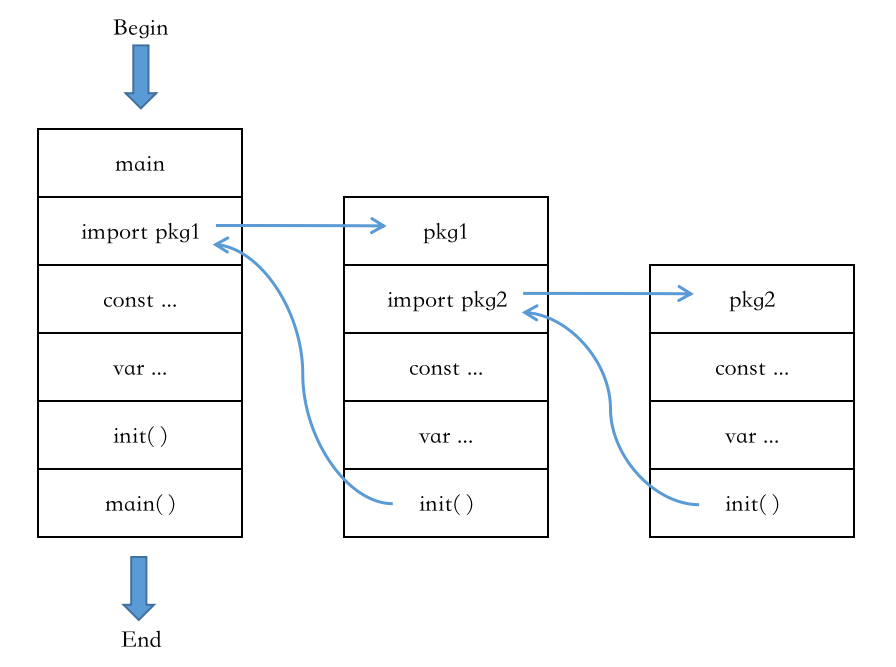 Begin
main
import pkg1
const ...
var ...
init( )
main( )
End
pkg1
import pkg2
const ...
var ...
init( )
pkg2
const ...
var ...
init( )